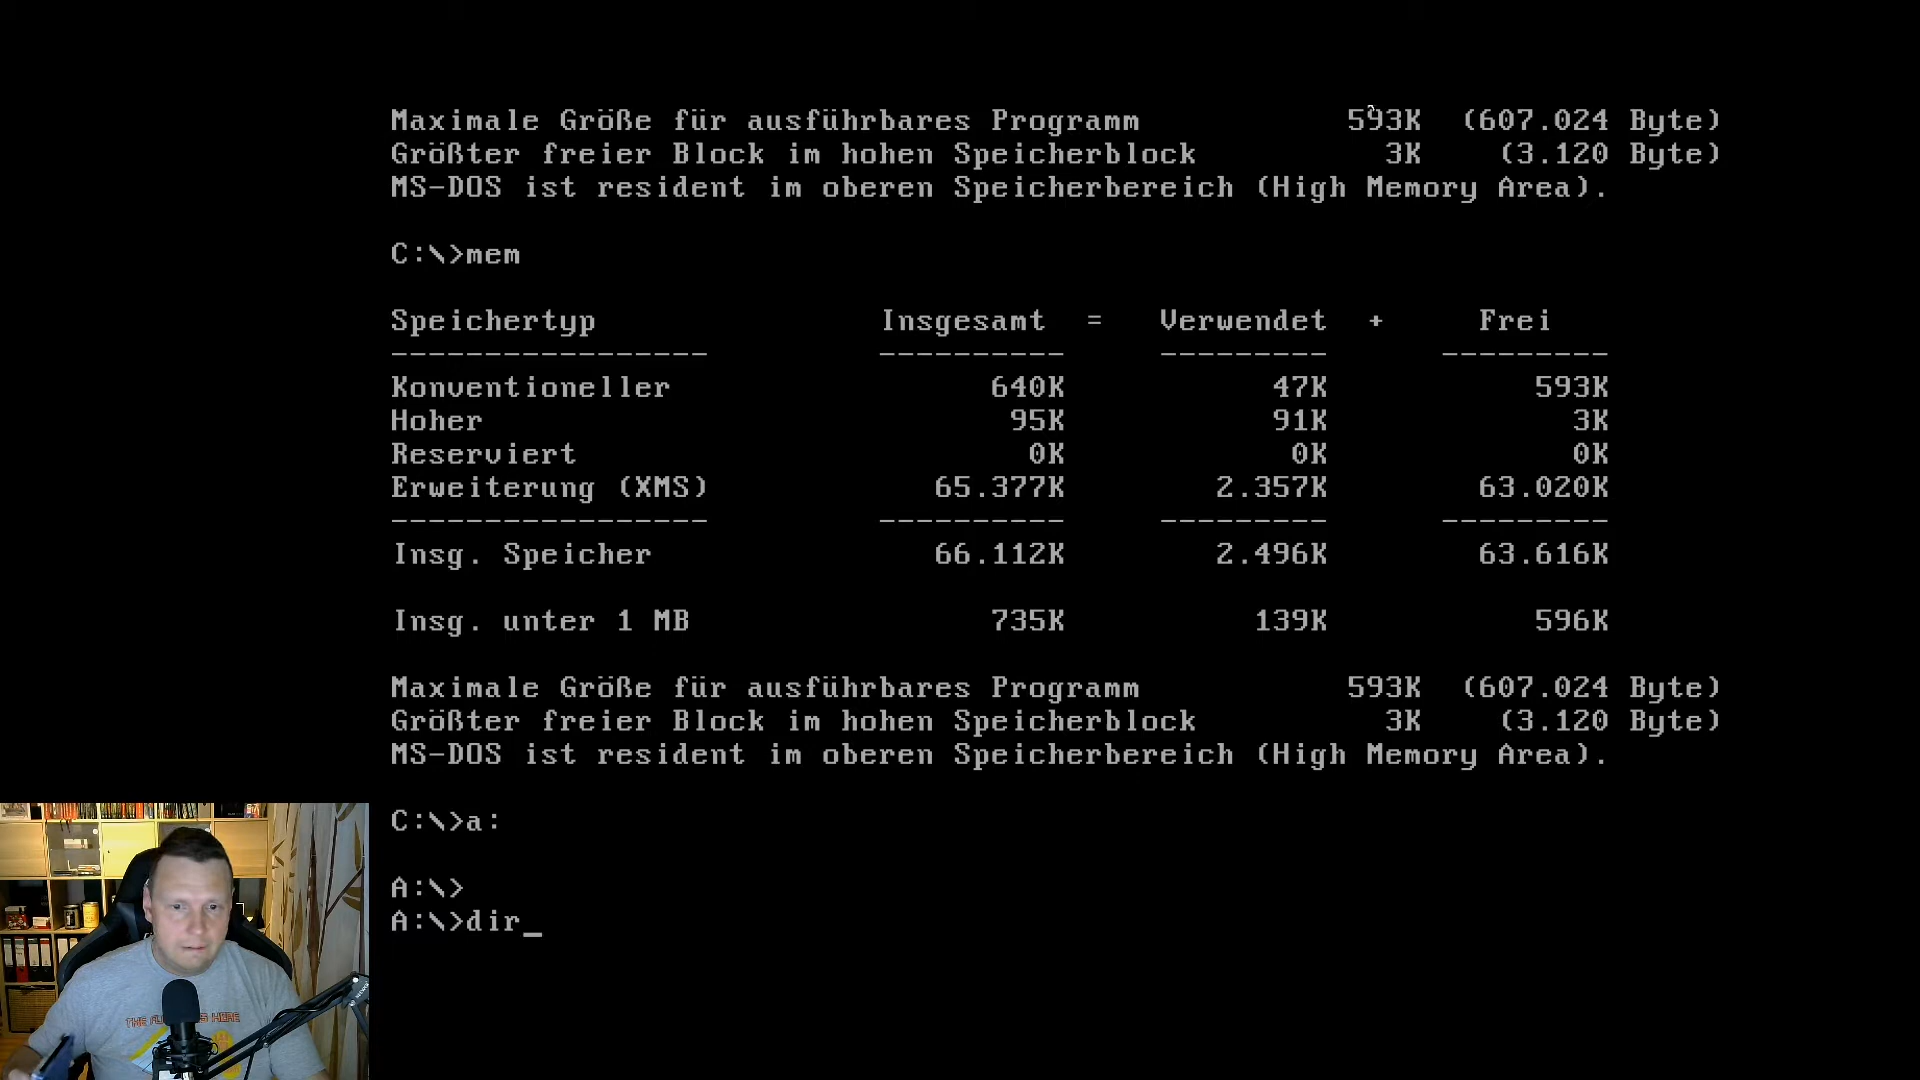 Maximale Größe für ausführbares Programm 593K (607.024 Byte)
Größter freier Block im hohen Speicherblock 3K (3.120 Byte)
MS-DOS ist resident im oberen Speicherbereich (High Memory Area).
C:\>mem
Speichertyp Insgesamt = Verwendet + Frei
----------------- ---------- --------- ---------
Konventioneller 640K 47K 593K
Hoher 95K 91K 3K
Reserviert 0K 0K 0K
Erweiterung (XMS) 65.377K 2.357K 63.020K
----------------- ---------- --------- ---------
Insg. Speicher 66.112K 2.496K 63.616K
Insg. unter 1 MB 735K 139K 596K
Maximale Größe für ausführbares Programm 593K (607.024 Byte)
Größter freier Block im hohen Speicherblock 3K (3.120 Byte)
MS-DOS ist resident im oberen Speicherbereich (High Memory Area).
C:\>a:
A:\>
A:\>dir_
THE HERE